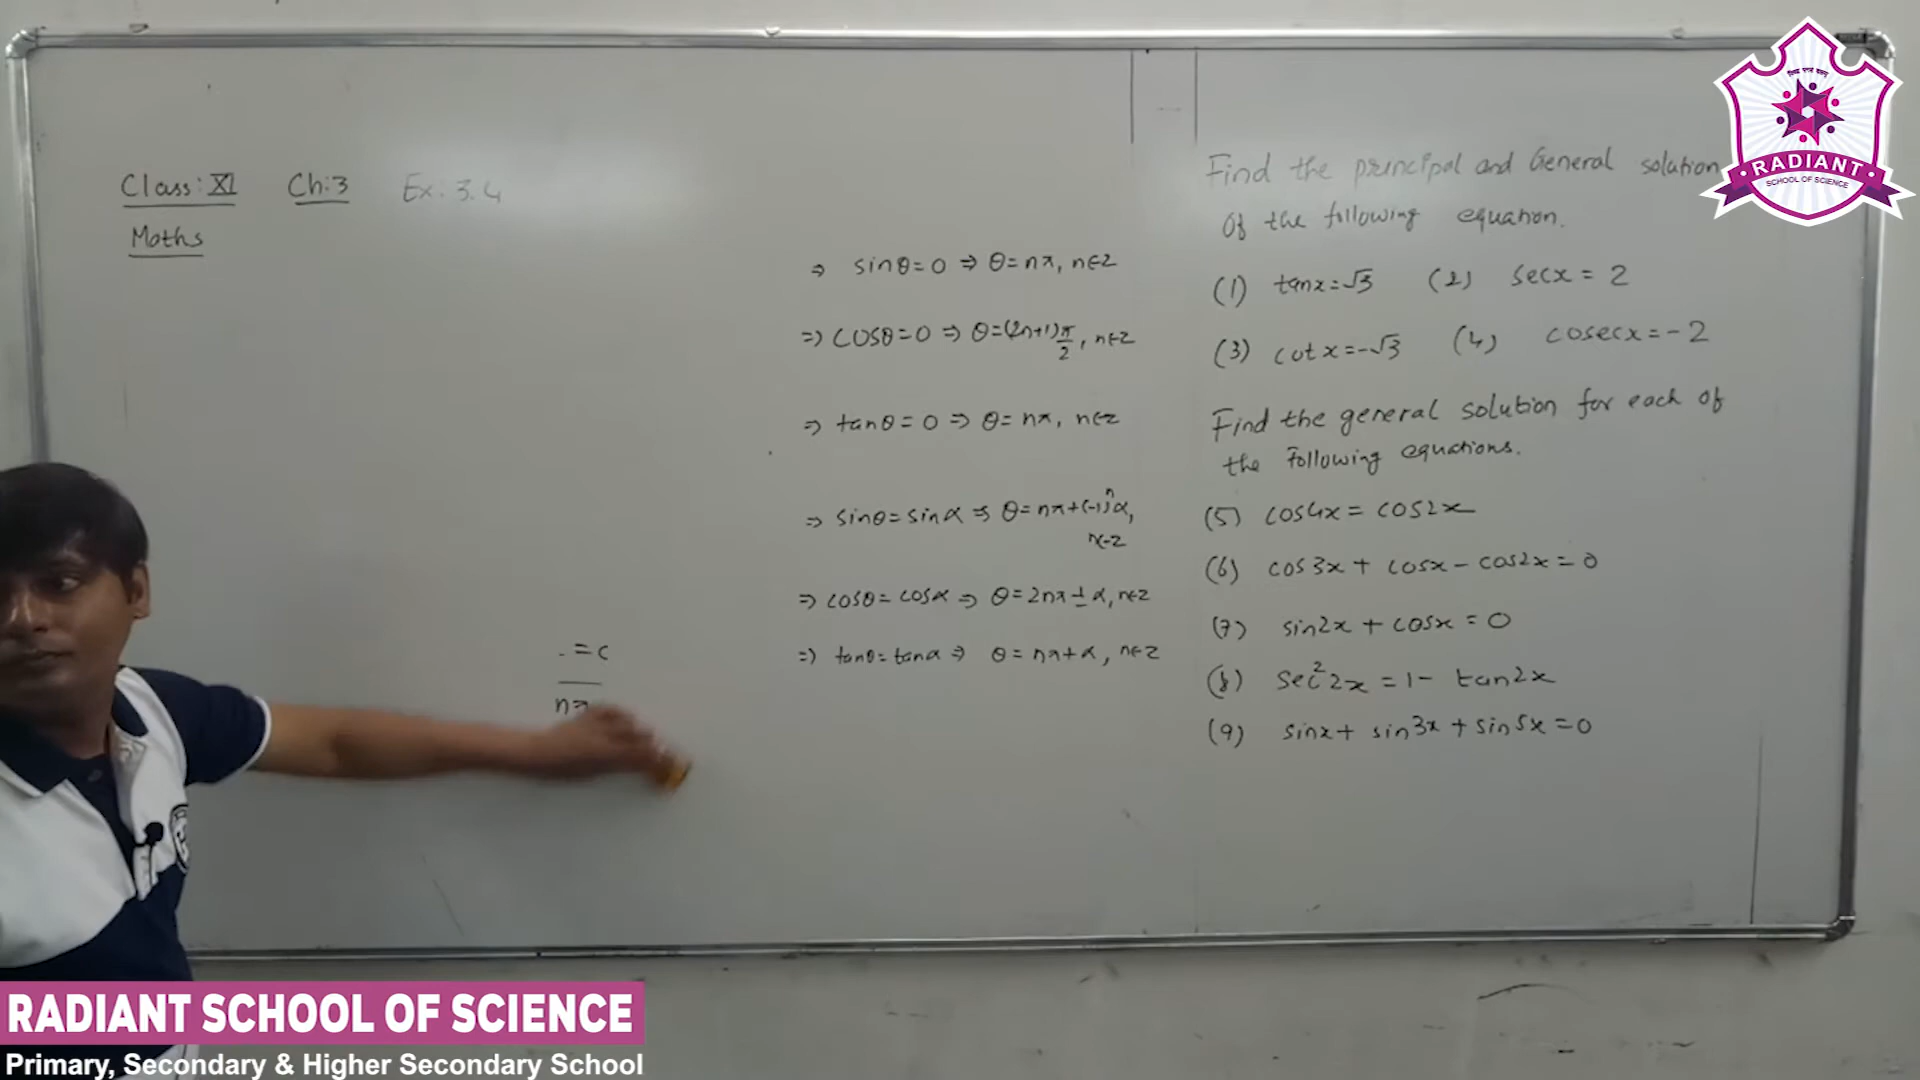 Class: XI Ch:3 Ex: 3.4
Maths
⇒ sinθ=0 ⇒ θ=nπ, n∈Z
⇒ cosθ=0 ⇒ θ=(2n+1)π/2, n∈Z
⇒ tanθ=0 ⇒ θ=nπ, n∈Z
⇒ sinθ=sinα ⇒ θ=nπ+(-1)ⁿα,
n∈Z
⇒ cosθ=cosα ⇒ θ=2nπ±α, n∈Z
⇒ tanθ=tanα ⇒ θ=nπ+α, n∈Z
Find the principal and General solution
of the following equation.
(1) tanx=√3 (2) secx=2
(3) cotx=-√3 (4) cosecx=-2
Find the general solution for each of
the following equations.
(5) cos4x=cos2x
(6) cos3x+cosx-cos2x=0
(7) sin2x+cosx=0
(8) sec²2x=1-tan2x
(9) sinx+sin3x+sin5x=0
RADIANT
SCHOOL OF SCIENCE
RADIANT SCHOOL OF SCIENCE
Primary, Secondary & Higher Secondary School